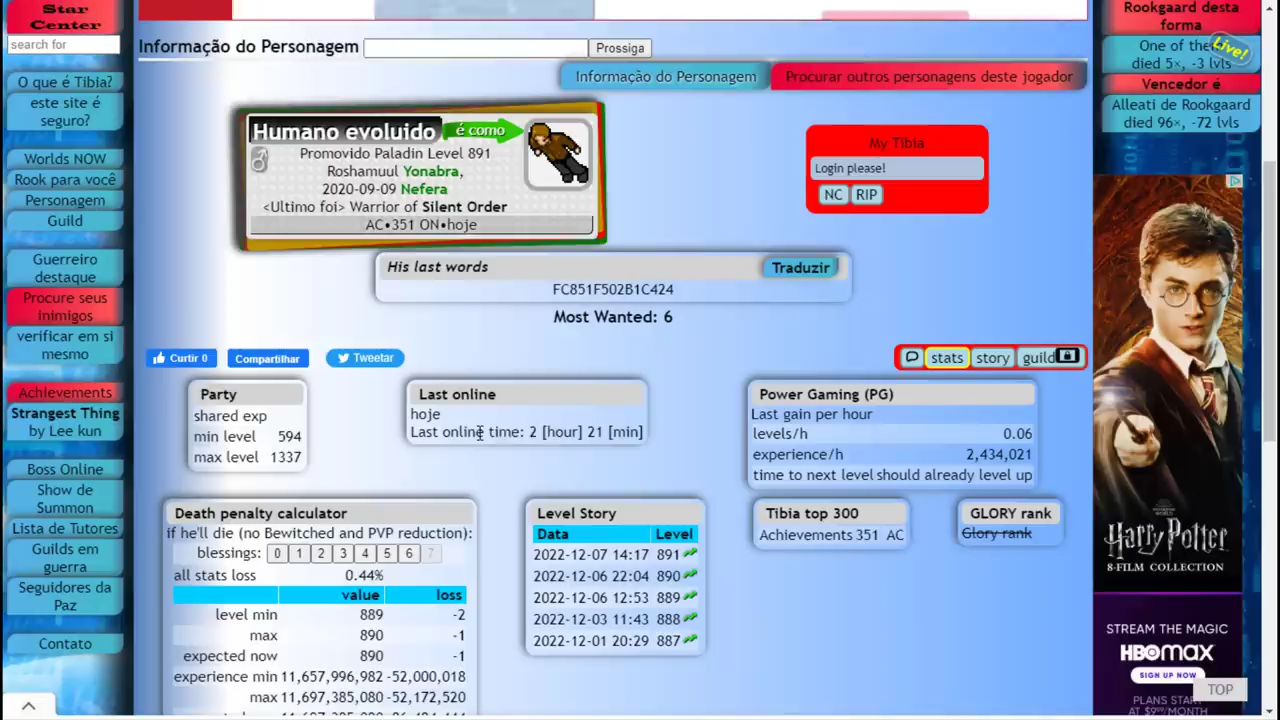 Star
Center
search for
O que é Tibia?
este site é
seguro?
Worlds NOW
Rook para você
Personagem
Guild
Guerreiro
destaque
Procure seus
inimigos
verificar em si
mesmo
Achievements
Strangest Thing
by Lee kun
Boss Online
Show de
Summon
Lista de Tutores
Guilds em
guerra
Seguidores da
Paz
Contato
Informação do Personagem
Prossiga
Informação do Personagem
Procurar outros personagens deste jogador
Humano evoluido é como
Promovido Paladin Level 891
Roshamuul Yonabra,
2020-09-09 Nefera
<Ultimo foi> Warrior of Silent Order
AC•351 ON•hoje
My Tibia
Login please!
NC RIP
His last words Traduzir
FC851F502B1C424
Most Wanted: 6
Curtir 0 Compartilhar Tweetar
stats story guild
Party
shared exp
min level 594
max level 1337
Last online
hoje
Last online time: 2 [hour] 21 [min]
Power Gaming (PG)
Last gain per hour
levels/h 0.06
experience/h 2,434,021
time to next level should already level up
Death penalty calculator
if he'll die (no Bewitched and PVP reduction):
blessings: 0 1 2 3 4 5 6 7
all stats loss 0.44%
value loss
level min 889 -2
max 890 -1
expected now 890 -1
experience min 11,657,996,982 -52,000,018
max 11,697,385,080 -52,172,520
Level Story
Data Level
2022-12-07 14:17 891
2022-12-06 22:04 890
2022-12-06 12:53 889
2022-12-03 11:43 888
2022-12-01 20:29 887
Tibia top 300
Achievements 351 AC
GLORY rank
Glory rank
Rookgaard desta
forma
One of the
Live!
died 5×, -3 lvls
Vencedor é
Alleati de Rookgaard
died 96×, -72 lvls
Harry Potter
8-FILM COLLECTION
STREAM THE MAGIC
HBOmax
SIGN UP NOW
PLANS START
AT $9.99/MONTH
TOP